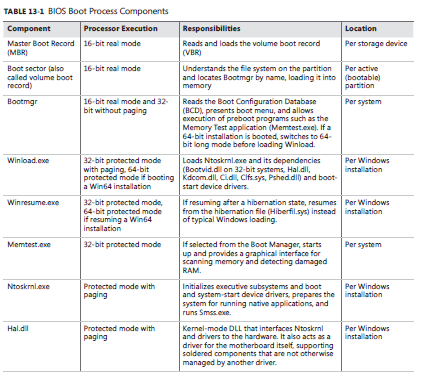 TABLE 13-1 BIOS Boot Process Components
Component Processor Execution Responsibilities Location
Master Boot Record 16-bit real mode Reads and loads the volume boot record Per storage device
(MBR) (VBR)
Boot sector (also 16-bit real mode Understands the file system on the partition Per active
called volume boot and locates Bootmgr by name, loading it into (bootable)
record) memory partition
Bootmgr 16-bit real mode and 32- Reads the Boot Configuration Database Per system
bit without paging (BCD), presents boot menu, and allows
execution of preboot programs such as the
Memory Test application (Memtest.exe). If a
64-bit installation is booted, switches to 64-
bit long mode before loading Winload.
Winload.exe 32-bit protected mode Loads Ntoskrnl.exe and its dependencies Per Windows
with paging, 64-bit (Bootvid.dll on 32-bit systems, Hal.dll, installation
protected mode if booting Kdcom.dll, Ci.dll, Clfs.sys, Pshed.dll) and boot-
a Win64 installation start device drivers.
Winresume.exe 32-bit protected mode, If resuming after a hibernation state, resumes Per Windows
64-bit protected mode from the hibernation file (Hiberfil.sys) instead installation
if resuming a Win64 of typical Windows loading.
installation
Memtest.exe 32-bit protected mode If selected from the Boot Manager, starts Per system
up and provides a graphical interface for
scanning memory and detecting damaged
RAM.
Ntoskrnl.exe Protected mode with Initializes executive subsystems and boot Per Windows
paging and system-start device drivers, prepares the installation
system for running native applications, and
runs Smss.exe.
Hal.dll Protected mode with Kernel-mode DLL that interfaces Ntoskrnl Per Windows
paging and drivers to the hardware. It also acts as a installation
driver for the motherboard itself, supporting
soldered components that are not otherwise
managed by another driver.